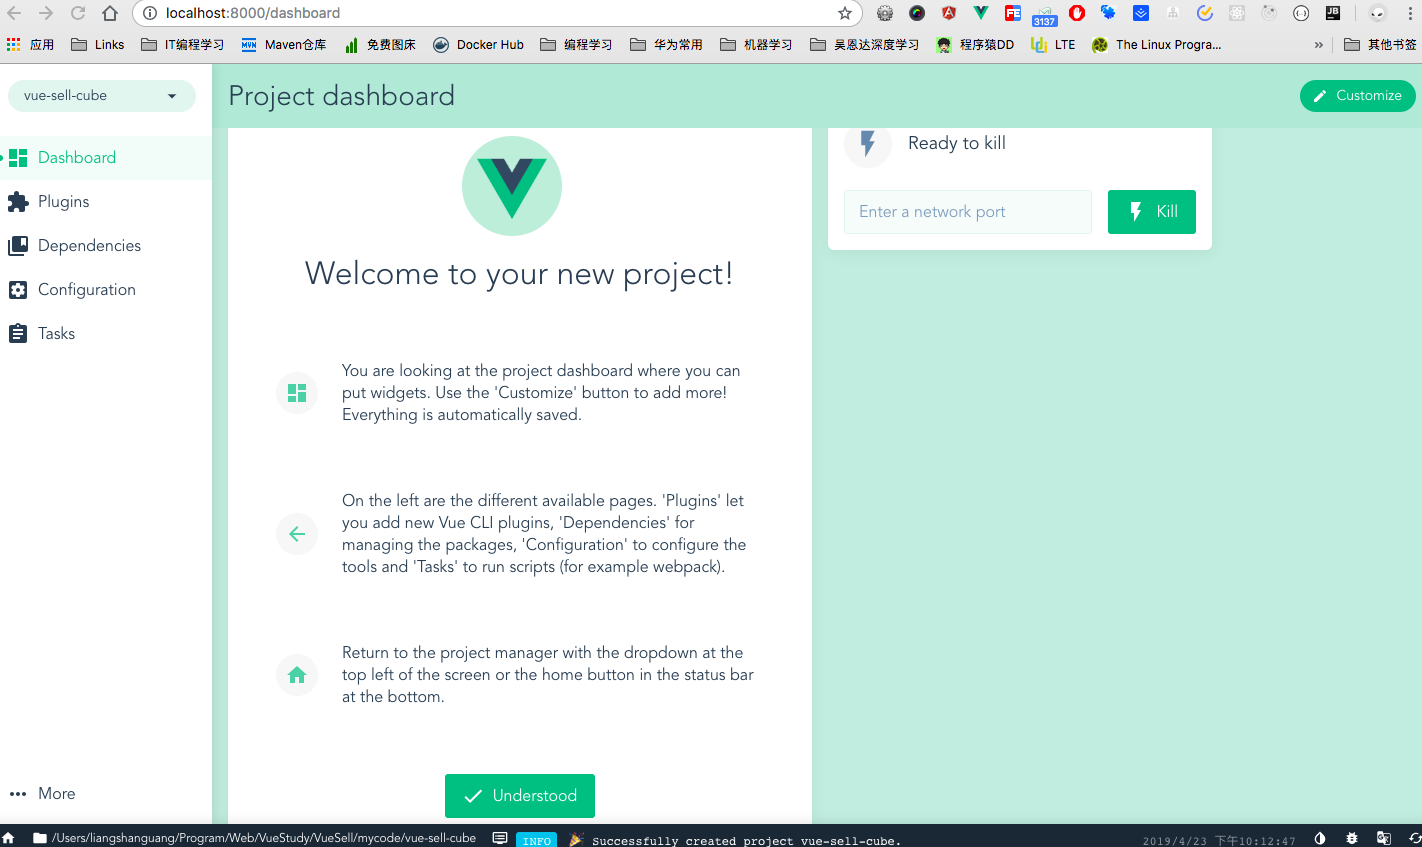 localhost:8000/dashboard
3137
应用 Links IT编程学习 Maven仓库 免费图床 Docker Hub 编程学习 华为常用 机器学习 吴恩达深度学习 程序猿DD LTE The Linux Progra... » 其他书签
vue-sell-cube
Project dashboard
Customize
Dashboard
Plugins
Dependencies
Configuration
Tasks
More
Welcome to your new project!
You are looking at the project dashboard where you can
put widgets. Use the 'Customize' button to add more!
Everything is automatically saved.
On the left are the different available pages. 'Plugins' let
you add new Vue CLI plugins, 'Dependencies' for
managing the packages, 'Configuration' to configure the
tools and 'Tasks' to run scripts (for example webpack).
Return to the project manager with the dropdown at the
top left of the screen or the home button in the status bar
at the bottom.
Understood
Ready to kill
Enter a network port
Kill
/Users/liangshanguang/Program/Web/VueStudy/VueSell/mycode/vue-sell-cube INFO 🎉 Successfully created project vue-sell-cube. 2019/4/23 下午10:12:47